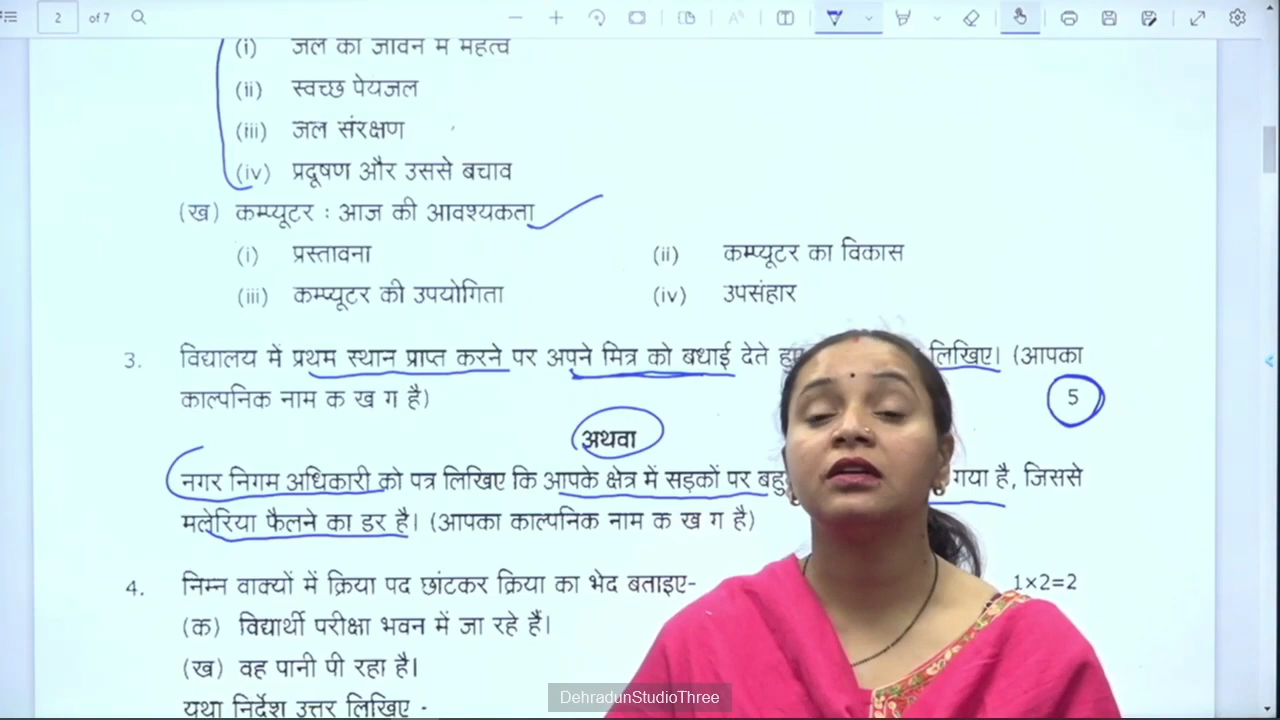 2 of 7
(i) जल का जीवन में महत्व
(ii) स्वच्छ पेयजल
(iii) जल संरक्षण
(iv) प्रदूषण और उससे बचाव
(ख) कम्प्यूटर : आज की आवश्यकता
(i) प्रस्तावना (ii) कम्प्यूटर का विकास
(iii) कम्प्यूटर की उपयोगिता (iv) उपसंहार
3. विद्यालय में प्रथम स्थान प्राप्त करने पर अपने मित्र को बधाई देते लिखिए। (आपका
काल्पनिक नाम क ख ग है) 5
अथवा
नगर निगम अधिकारी को पत्र लिखिए कि आपके क्षेत्र में सड़कों पर गया है, जिससे
मलेरिया फैलने का डर है। (आपका काल्पनिक नाम क ख ग है)
4. निम्न वाक्यों में क्रिया पद छांटकर क्रिया का भेद बताइए- 1×2=2
(क) विद्यार्थी परीक्षा भवन में जा रहे हैं।
(ख) वह पानी पी रहा है।
यथा निर्देश उत्तर लिखिए -
DehradunStudioThree